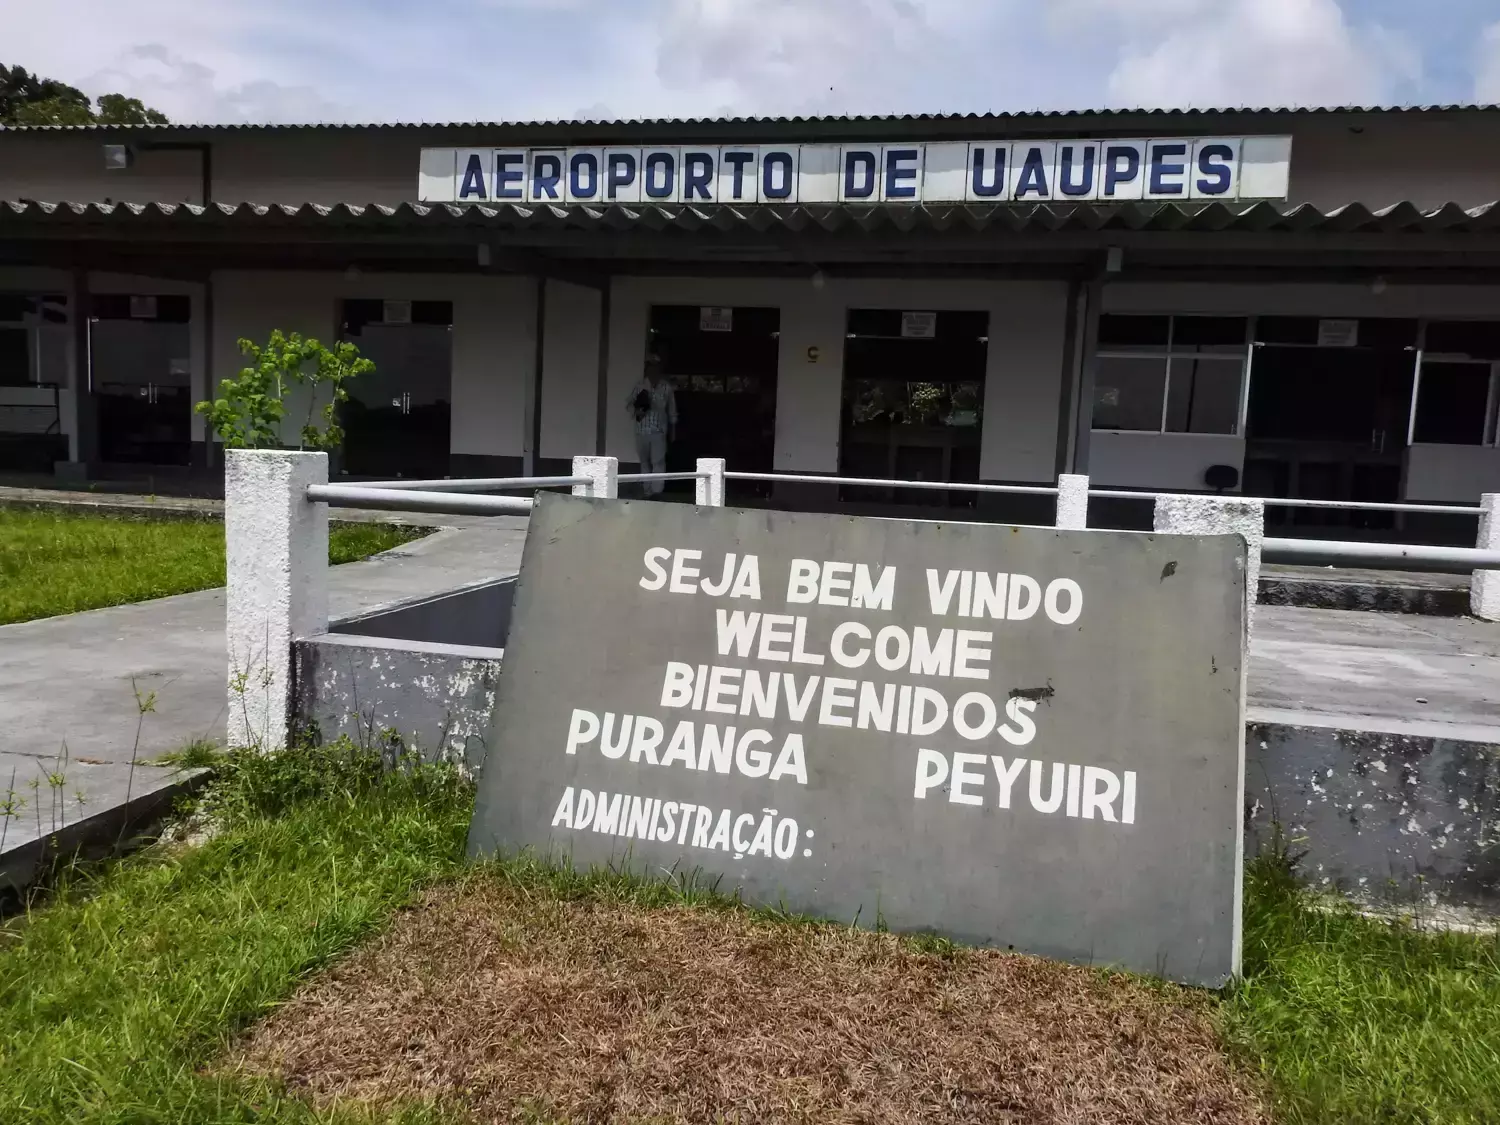 AEROPORTO DE UAUPES
C
SEJA BEM VINDO
WELCOME
BIENVENIDOS
PURANGA PEYUIRI
ADMINISTRAÇÃO: